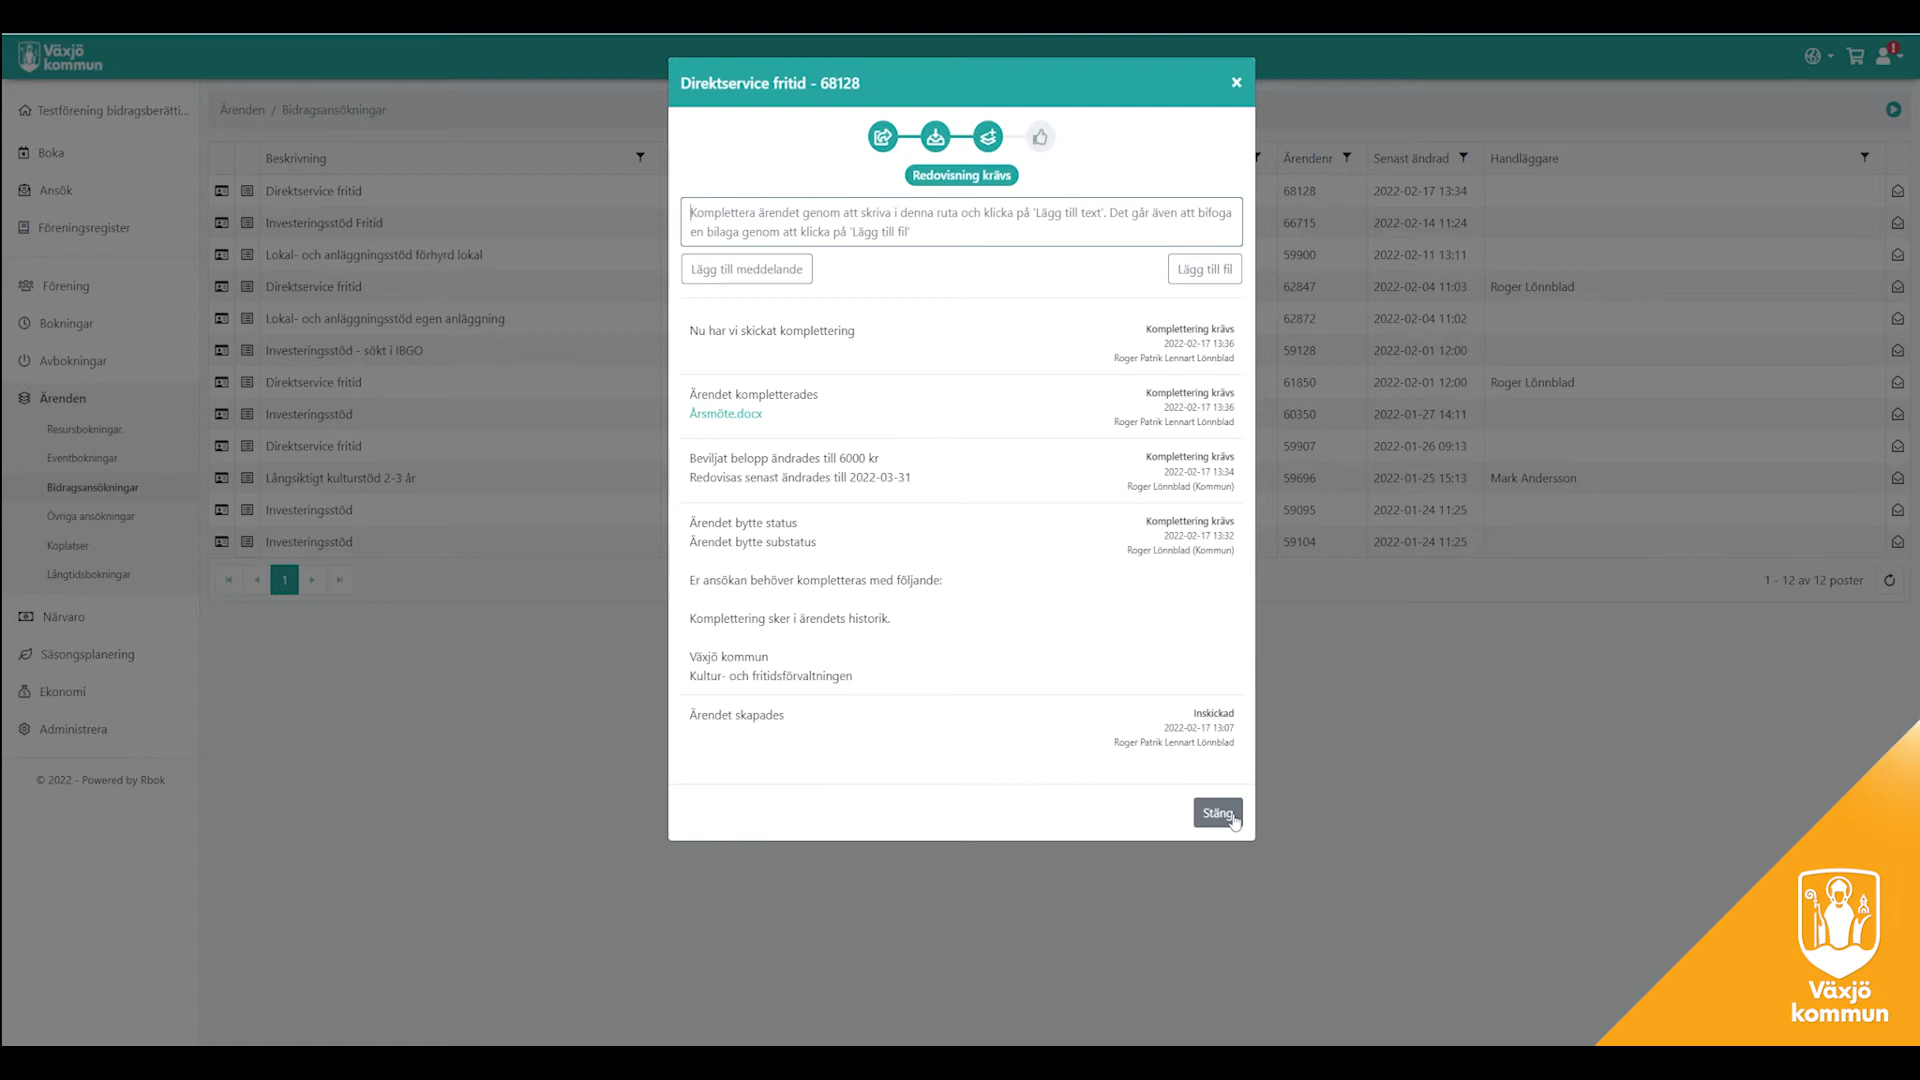 Växjö
kommun
Testförening bidragsberätti...
Boka
Ansök
Föreningsregister
Förening
Bokningar
Avbokningar
Ärenden
Resursbokningar
Eventbokningar
Bidragsansökningar
Övriga ansökningar
Köplatser
Långtidsbokningar
Närvaro
Säsongsplanering
Ekonomi
Administrera
© 2022 - Powered by Rbok
Ärenden / Bidragsansökningar
Beskrivning
Ärendenr
Senast ändrad
Handläggare
Direktservice fritid 68128 2022-02-17 13:34
Investeringsstöd Fritid 66715 2022-02-14 11:24
Lokal- och anläggningsstöd förhyrd lokal 59900 2022-02-11 13:11
Direktservice fritid 62847 2022-02-04 11:03 Roger Lönnblad
Lokal- och anläggningsstöd egen anläggning 62872 2022-02-04 11:02
Investeringsstöd - sökt i IBGO 59128 2022-02-01 12:00
Direktservice fritid 61850 2022-02-01 12:00 Roger Lönnblad
Investeringsstöd 60350 2022-01-27 14:11
Direktservice fritid 59907 2022-01-26 09:13
Långsiktigt kulturstöd 2-3 år 59696 2022-01-25 15:13 Mark Andersson
Investeringsstöd 59095 2022-01-24 11:25
Investeringsstöd 59104 2022-01-24 11:25
1
1 - 12 av 12 poster
Direktservice fritid - 68128
Redovisning krävs
Komplettera ärendet genom att skriva i denna ruta och klicka på 'Lägg till text'. Det går även att bifoga
en bilaga genom att klicka på 'Lägg till fil'
Lägg till meddelande
Lägg till fil
Nu har vi skickat komplettering
Komplettering krävs
2022-02-17 13:36
Roger Patrik Lennart Lönnblad
Ärendet kompletterades
Årsmöte.docx
Komplettering krävs
2022-02-17 13:36
Roger Patrik Lennart Lönnblad
Beviljat belopp ändrades till 6000 kr
Redovisas senast ändrades till 2022-03-31
Komplettering krävs
2022-02-17 13:34
Roger Lönnblad (Kommun)
Ärendet bytte status
Ärendet bytte substatus
Komplettering krävs
2022-02-17 13:32
Roger Lönnblad (Kommun)
Er ansökan behöver kompletteras med följande:
Komplettering sker i ärendets historik.
Växjö kommun
Kultur- och fritidsförvaltningen
Ärendet skapades
Inskickad
2022-02-17 13:07
Roger Patrik Lennart Lönnblad
Stäng
Växjö
kommun